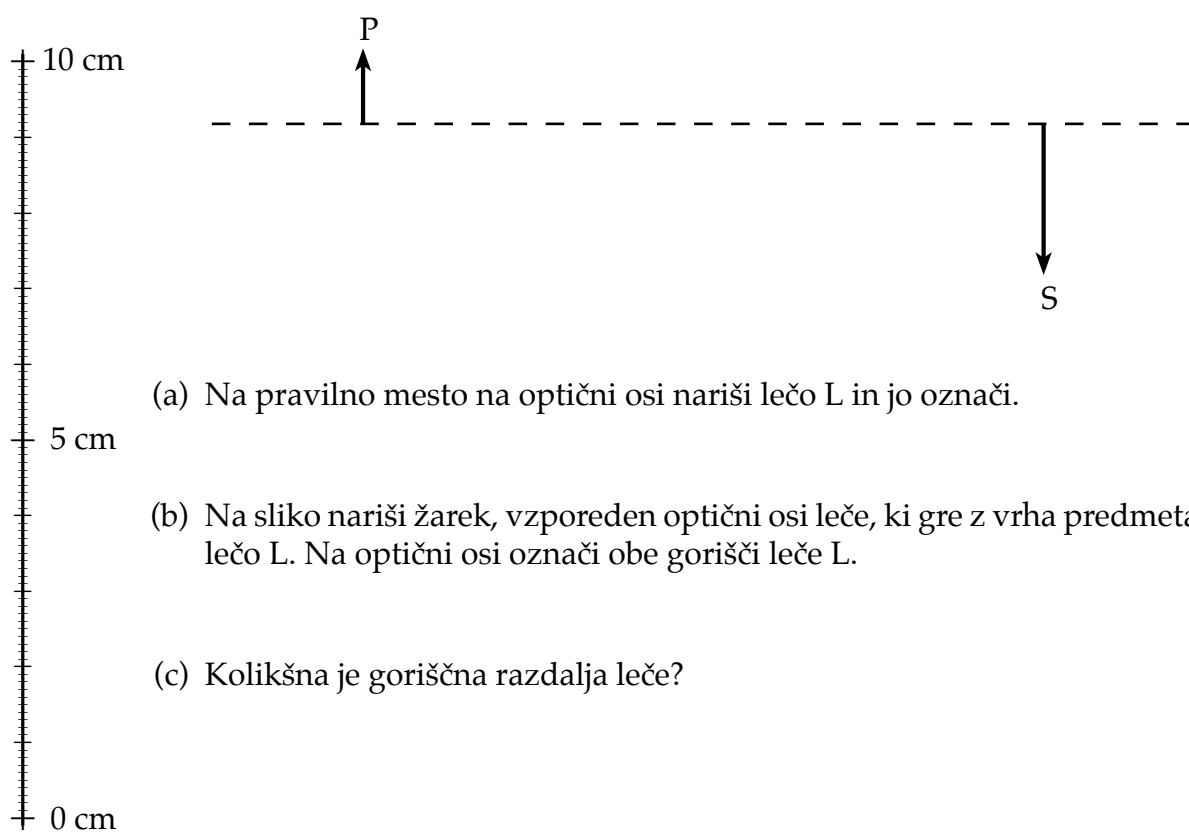 P
10 cm
S
(a) Na pravilno mesto na optični osi nariši lečo L in jo označi.
5 cm
(b) Na sliko nariši žarek, vzporeden optični osi leče, ki gre z vrha predmeta
lečo L. Na optični osi označi obe gorišči leče L.
(c) Kolikšna je goriščna razdalja leče?
0 cm